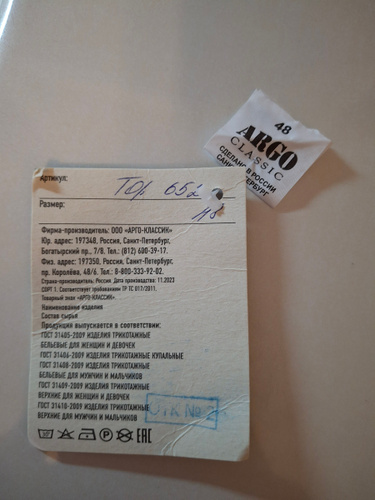 48
ARGO
CLASSIC
СДЕЛАНО В РОССИИ
САНКТ-ПЕТЕРБУРГ
Артикул:
Тор. 652
Размер:
48
Фирма-производитель: ООО «АРГО-КЛАССИК»
Юр. адрес: 197348, Россия, Санкт-Петербург,
Богатырский пр., 7/8. Тел.: (812) 600-39-17.
Физ. адрес: 197350, Россия, Санкт-Петербург,
пр. Королёва, 48/6. Тел.: 8-800-333-92-02.
Страна-производитель: Россия Дата изготовления: 11.2023
СОРТ 1. Соответствует требованиям ТР ТС 017/2011.
Товарный знак «АРГО-КЛАССИК».
Наименование изделия
Состав сырья
Продукция выпускается в соответствии:
ГОСТ 31405-2009 ИЗДЕЛИЯ ТРИКОТАЖНЫЕ
БЕЛЬЕВЫЕ ДЛЯ ЖЕНЩИН И ДЕВОЧЕК
ГОСТ 31406-2009 ИЗДЕЛИЯ ТРИКОТАЖНЫЕ КУПАЛЬНЫЕ
ГОСТ 31408-2009 ИЗДЕЛИЯ ТРИКОТАЖНЫЕ
БЕЛЬЕВЫЕ ДЛЯ МУЖЧИН И МАЛЬЧИКОВ
ГОСТ 31409-2009 ИЗДЕЛИЯ ТРИКОТАЖНЫЕ
ВЕРХНИЕ ДЛЯ ЖЕНЩИН И ДЕВОЧЕК
ГОСТ 31410-2009 ИЗДЕЛИЯ ТРИКОТАЖНЫЕ
ВЕРХНИЕ ДЛЯ МУЖЧИН И МАЛЬЧИКОВ
ОТК № 2
EAC